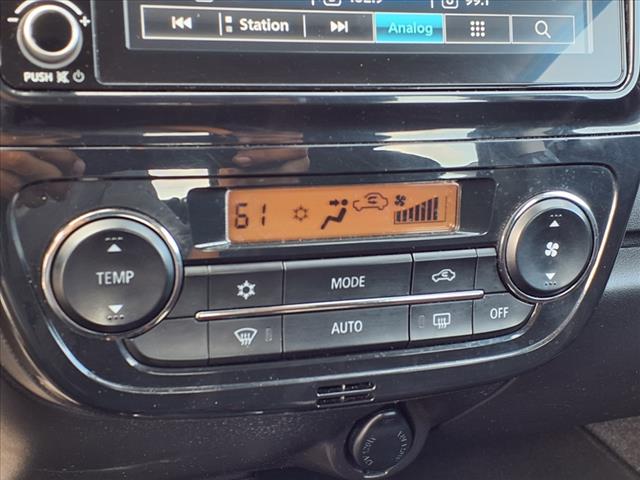 Station
Analog
PUSH
61
TEMP
MODE
AUTO
OFF